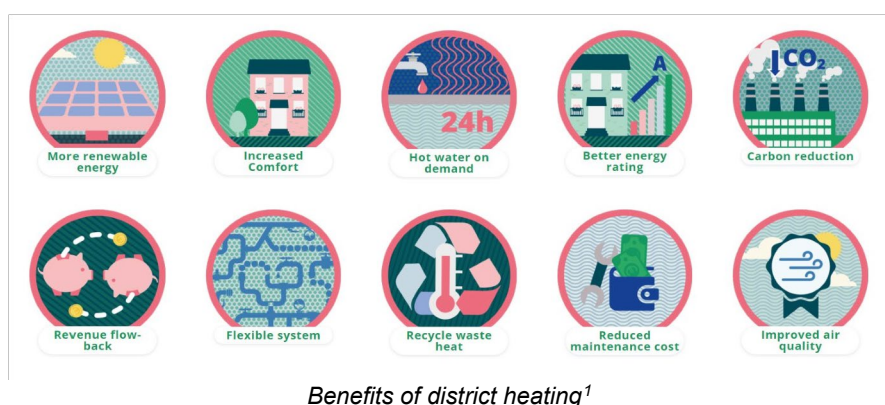 A
CO₂
24h
More renewable
energy
Increased
Comfort
Hot water on
demand
Better energy
rating
Carbon reduction
Revenue flow-
back
Flexible system
Recycle waste
heat
Reduced
maintenance cost
Improved air
quality
Benefits of district heating¹